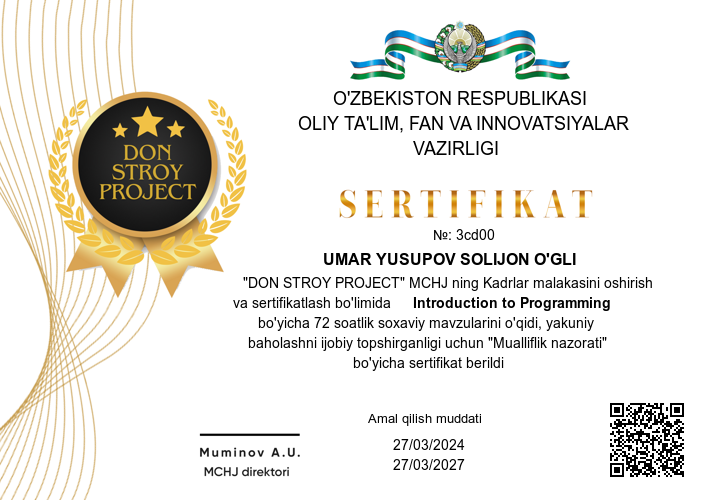 O'ZBEKISTON RESPUBLIKASI
OLIY TA'LIM, FAN VA INNOVATSIYALAR
VAZIRLIGI
DON
STROY
PROJECT
SERTIFIKAT
№: 3cd00
UMAR YUSUPOV SOLIJON O'GLI
"DON STROY PROJECT" MCHJ ning Kadrlar malakasini oshirish
va sertifikatlash bo'limida Introduction to Programming
bo'yicha 72 soatlik soxaviy mavzularini o'qidi, yakuniy
baholashni ijobiy topshirganligi uchun "Mualliflik nazorati"
bo'yicha sertifikat berildi
Amal qilish muddati
27/03/2024
27/03/2027
Muminov A.U.
MCHJ direktori